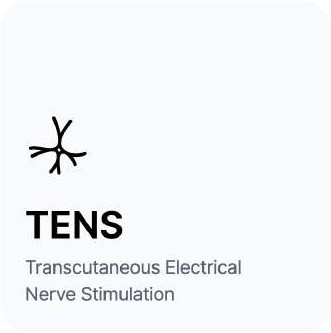 TENS
Transcutaneous Electrical
Nerve Stimulation